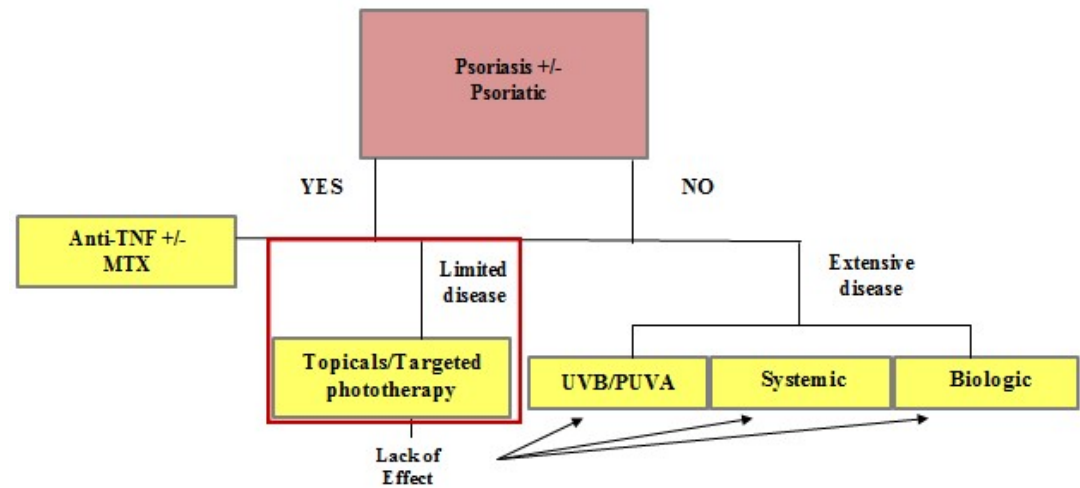 Psoriasis +/-
Psoriatic
YES
NO
Anti-TNF +/-
MTX
Limited
disease
Extensive
disease
Topicals/Targeted
phototherapy
UVB/PUVA
Systemic
Biologic
Lack of
Effect